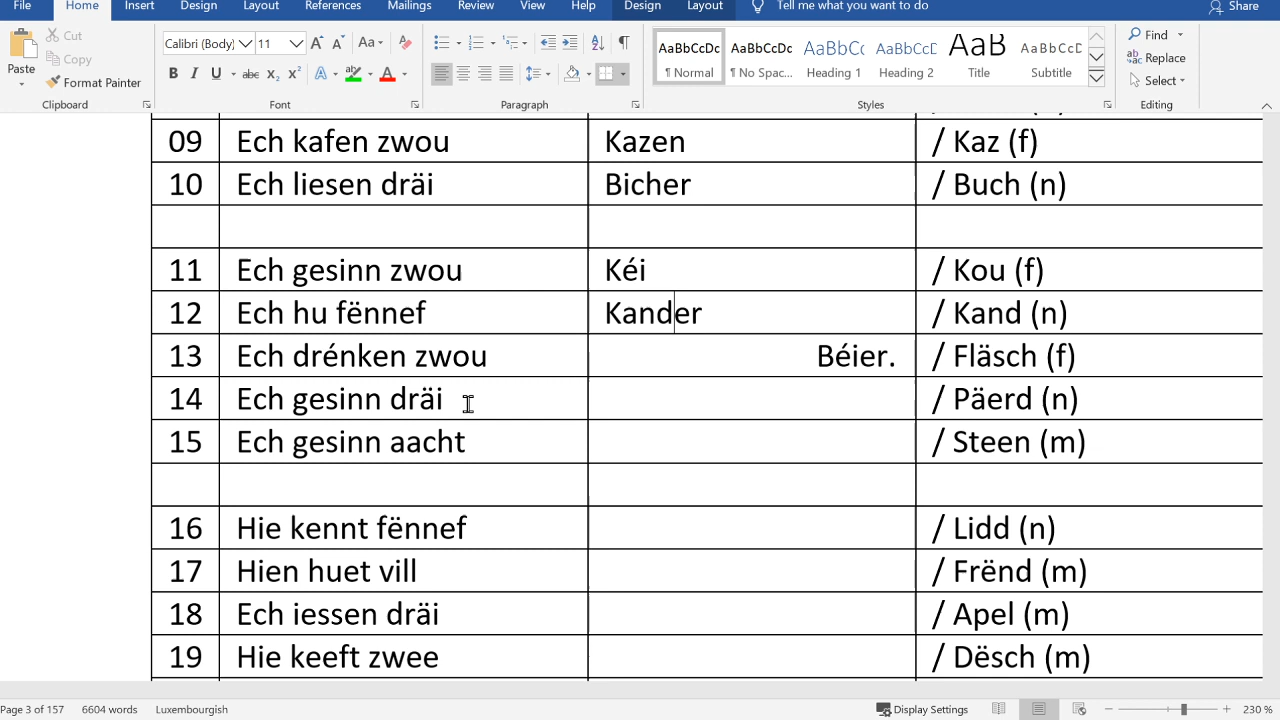 File Home Insert Design Layout References Mailings Review View Help Design Layout Tell me what you want to do Share
Cut
Copy
Format Painter
Paste
Calibri (Body) 11
Aa
B I U abc x₂ x² A A
AaBbCcDc AaBbCcDc AaBbCc AaBbCcD AaB AaBbCcDc
¶ Normal ¶ No Spac... Heading 1 Heading 2 Title Subtitle
Find
Replace
Select
Clipboard Font Paragraph Styles Editing
09 Ech kafen zwou Kazen / Kaz (f)
10 Ech liesen dräi Bicher / Buch (n)
11 Ech gesinn zwou Kéi / Kou (f)
12 Ech hu fënnef Kander / Kand (n)
13 Ech drénken zwou Béier. / Fläsch (f)
14 Ech gesinn dräi / Päerd (n)
15 Ech gesinn aacht / Steen (m)
16 Hie kennt fënnef / Lidd (n)
17 Hien huet vill / Frënd (m)
18 Ech iessen dräi / Apel (m)
19 Hie keeft zwee / Dësch (m)
Page 3 of 157 6604 words Luxembourgish Display Settings 230 %